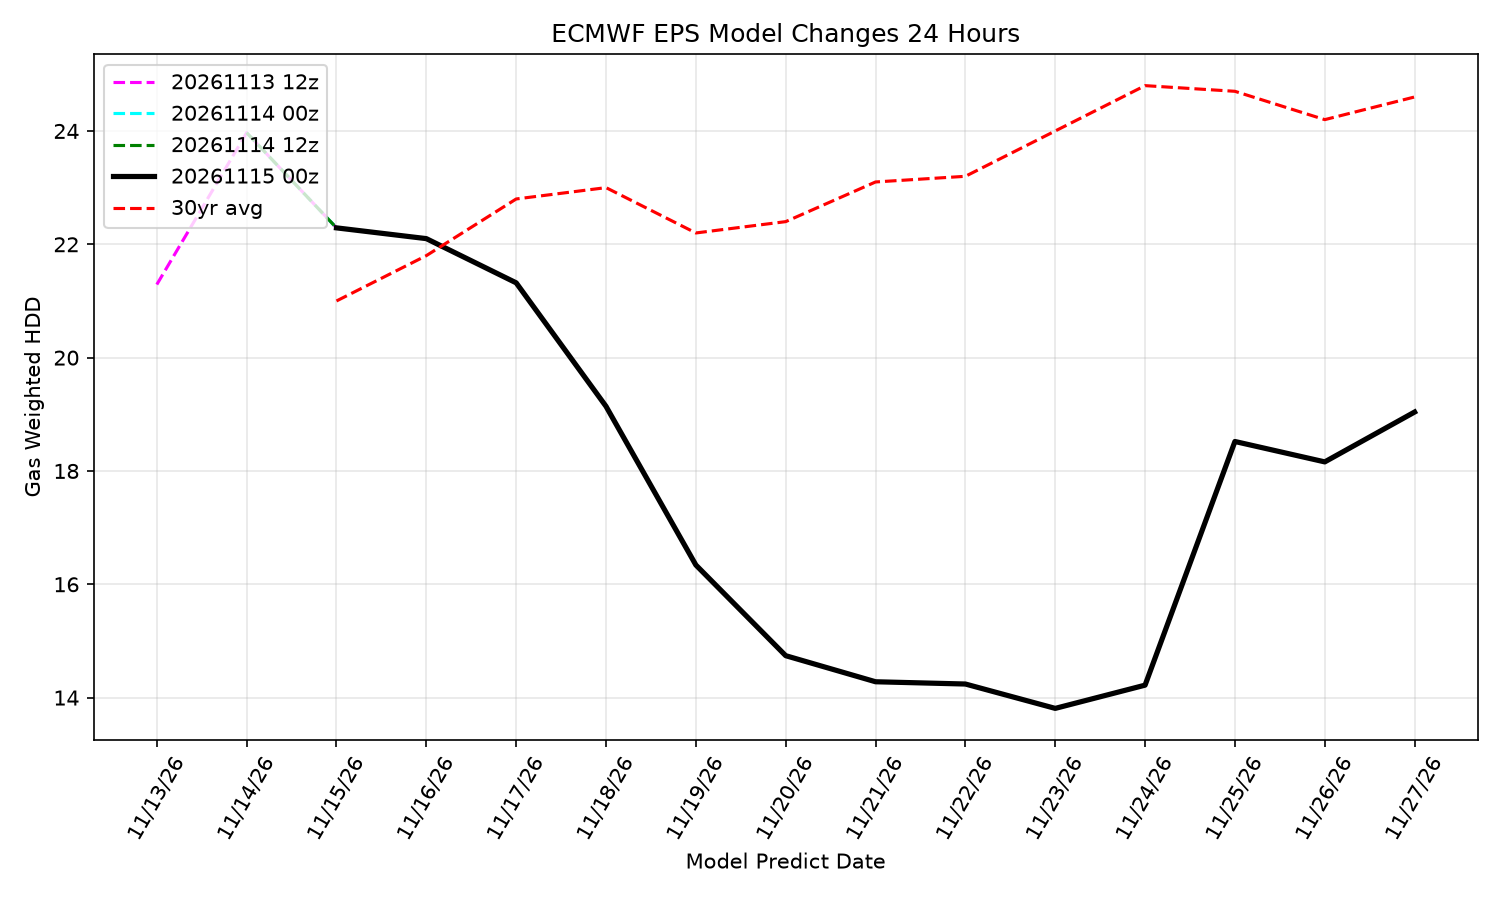 ECMWF EPS Model Changes 24 Hours
20261113 12z
20261114 00z
20261114 12z
20261115 00z
30yr avg
Gas Weighted HDD
24
22
20
18
16
14
11/13/26
11/14/26
11/15/26
11/16/26
11/17/26
11/18/26
11/19/26
11/20/26
11/21/26
11/22/26
11/23/26
11/24/26
11/25/26
11/26/26
11/27/26
Model Predict Date